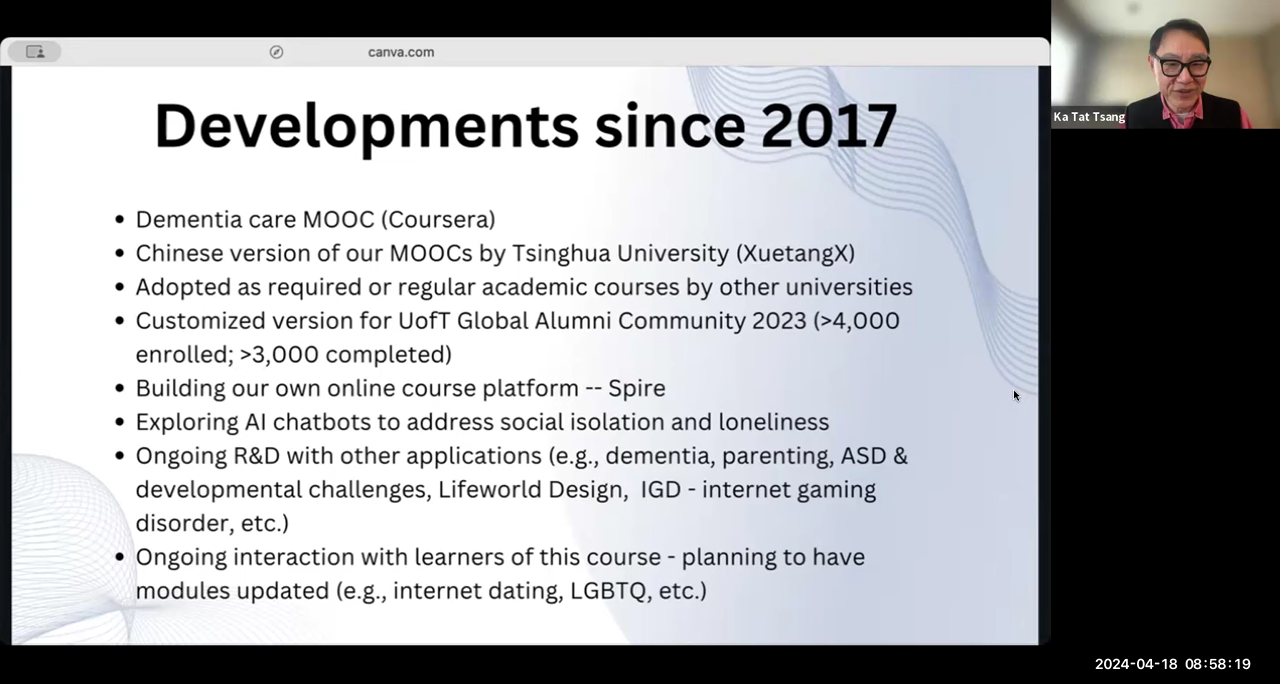 canva.com
Ka Tat Tsang
Developments since 2017
• Dementia care MOOC (Coursera)
• Chinese version of our MOOCs by Tsinghua University (XuetangX)
• Adopted as required or regular academic courses by other universities
• Customized version for UofT Global Alumni Community 2023 (>4,000
enrolled; >3,000 completed)
• Building our own online course platform -- Spire
• Exploring AI chatbots to address social isolation and loneliness
• Ongoing R&D with other applications (e.g., dementia, parenting, ASD &
developmental challenges, Lifeworld Design,  IGD - internet gaming
disorder, etc.)
• Ongoing interaction with learners of this course - planning to have
modules updated (e.g., internet dating, LGBTQ, etc.)
2024-04-18 08:58:19